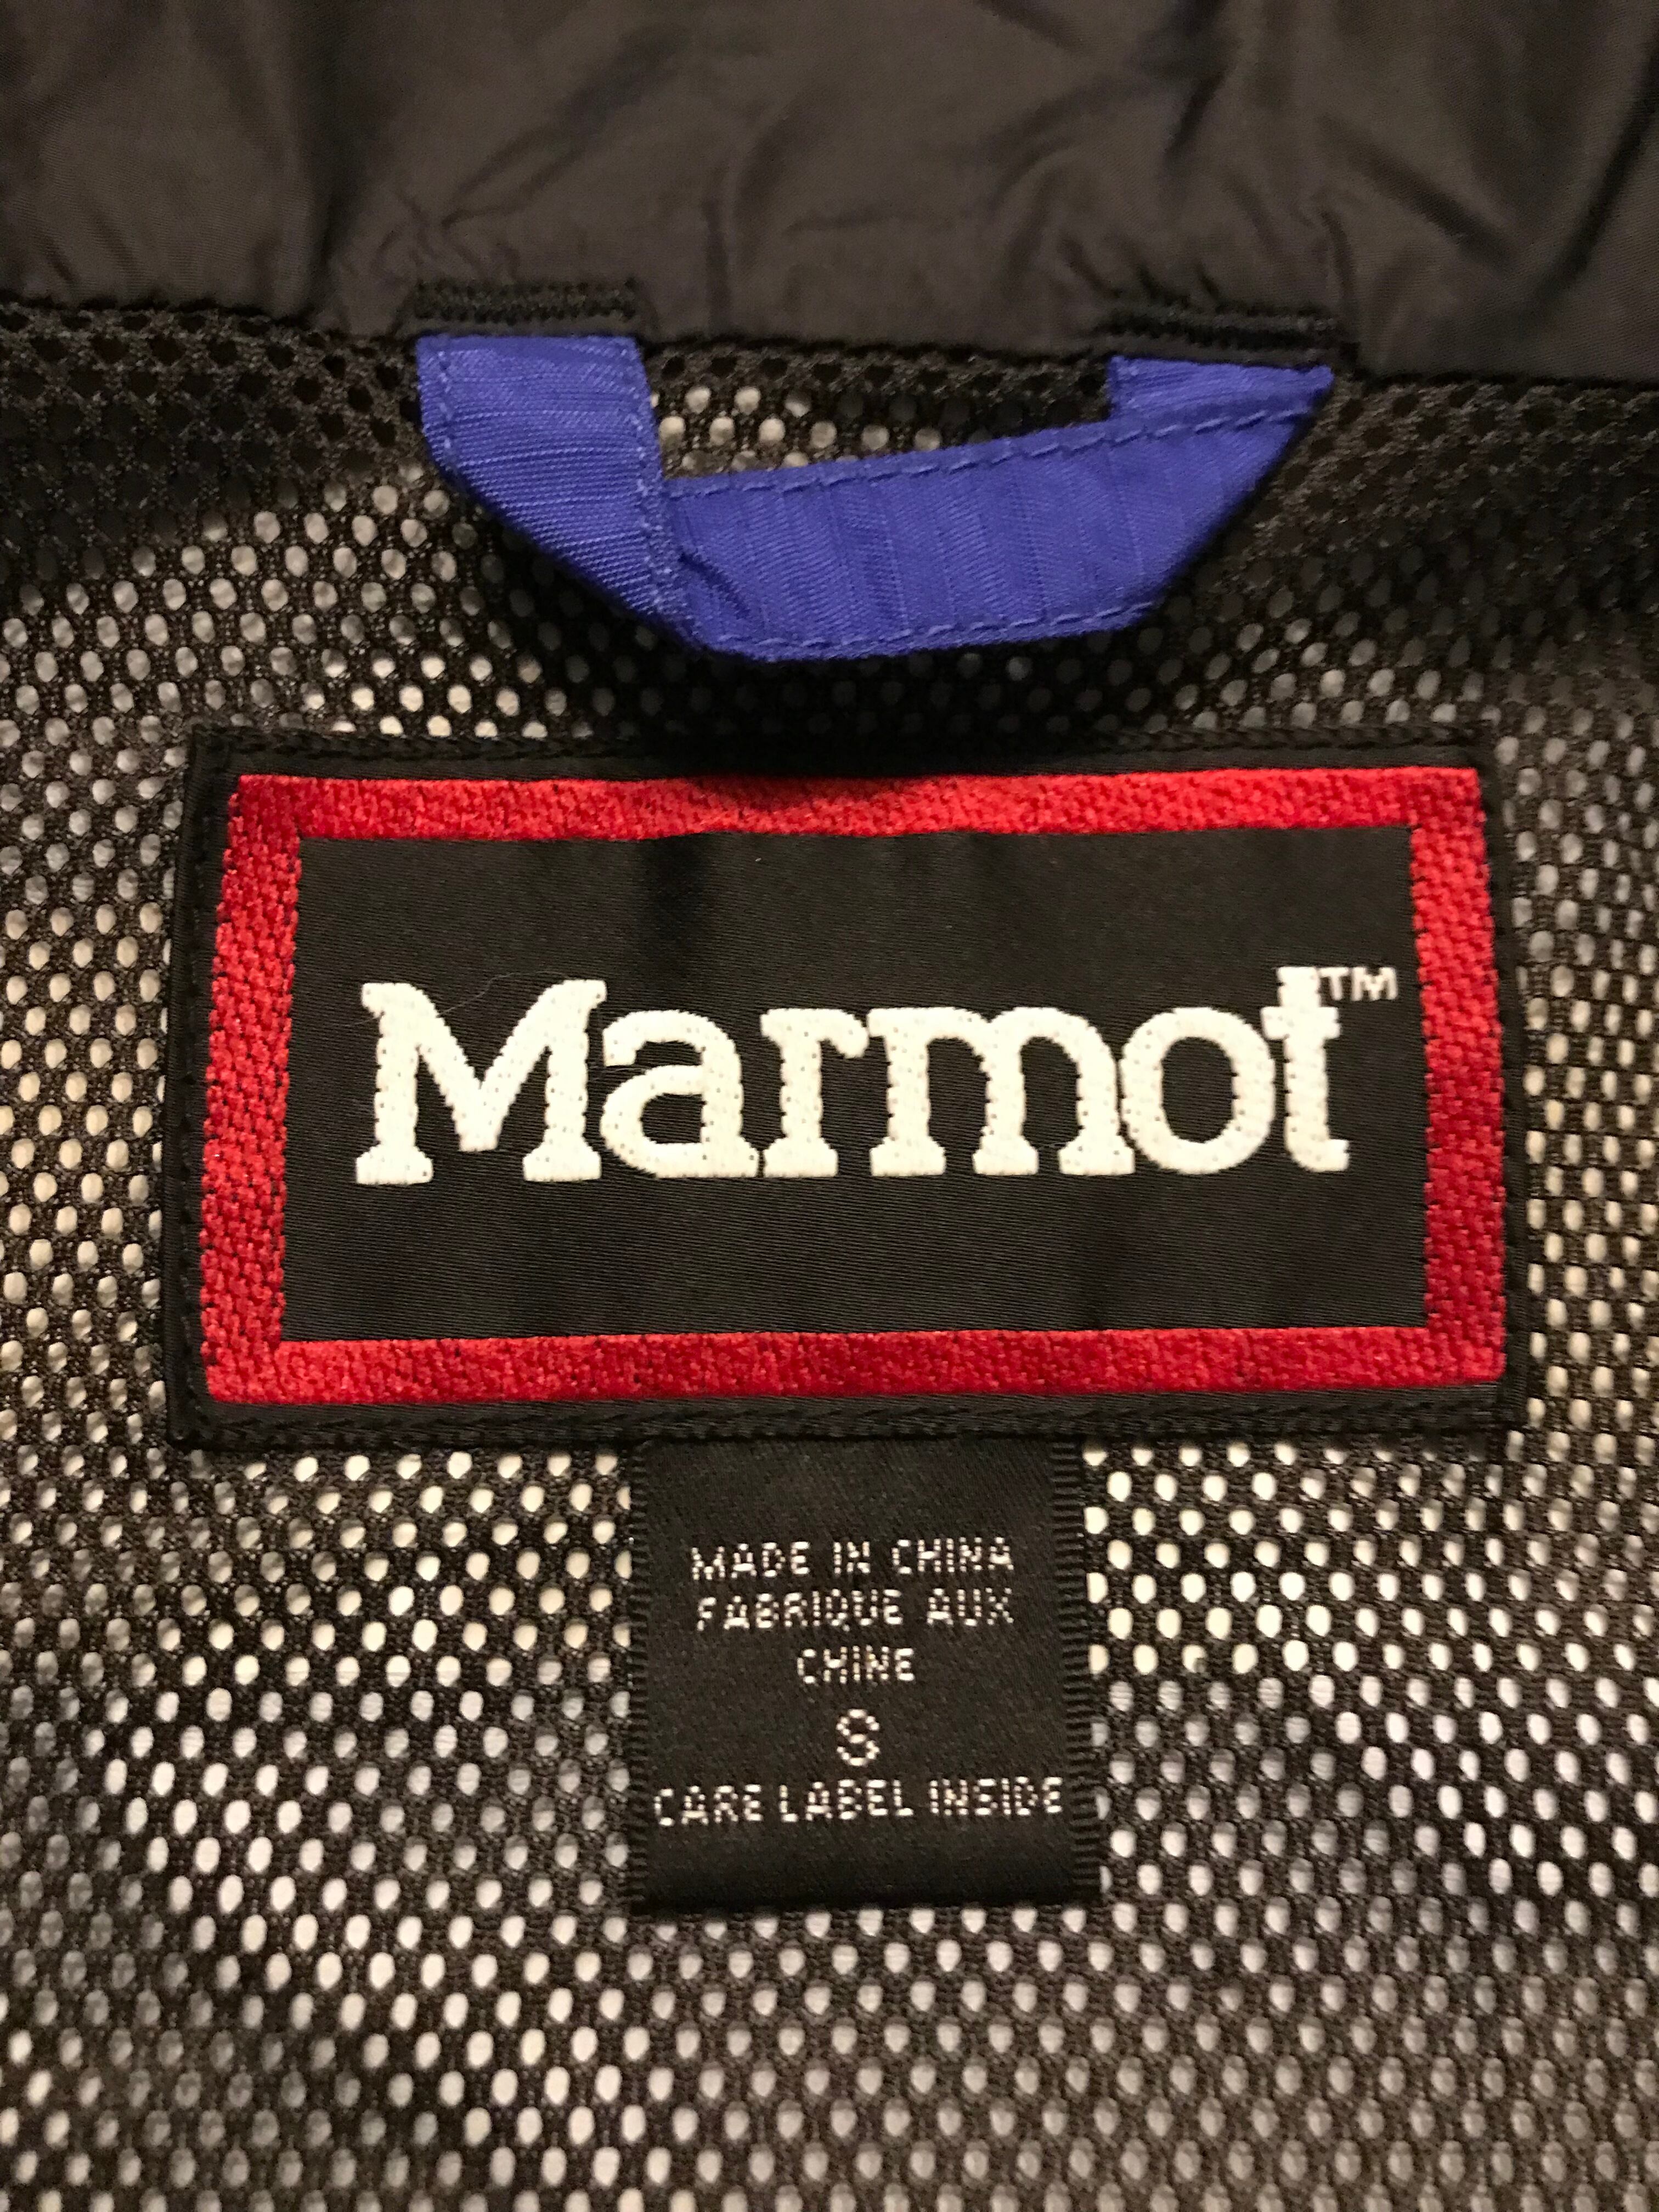 Marmot™
MADE IN CHINA
FABRIQUE AUX
CHINE
S
CARE LABEL INSIDE